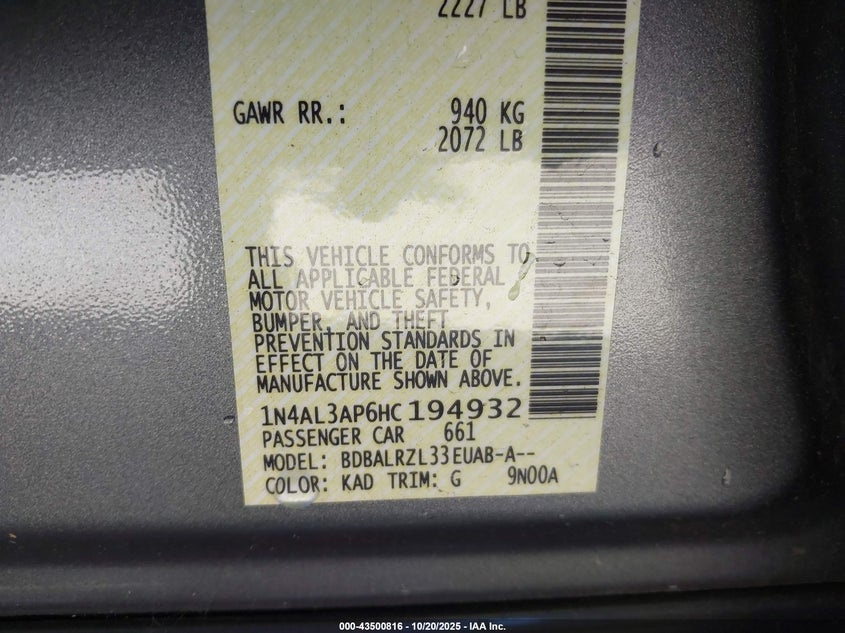 2227 LB
GAWR RR.: 940 KG
2072 LB
THIS VEHICLE CONFORMS TO
ALL APPLICABLE FEDERAL
MOTOR VEHICLE SAFETY,
BUMPER, AND THEFT
PREVENTION STANDARDS IN
EFFECT ON THE DATE OF
MANUFACTURE SHOWN ABOVE.
1N4AL3AP6HC194932
PASSENGER CAR 661
MODEL: BDBALRZL33EUAB-A--
COLOR: KAD TRIM: G 9N00A
000-43500816 - 10/20/2025 - IAA Inc.